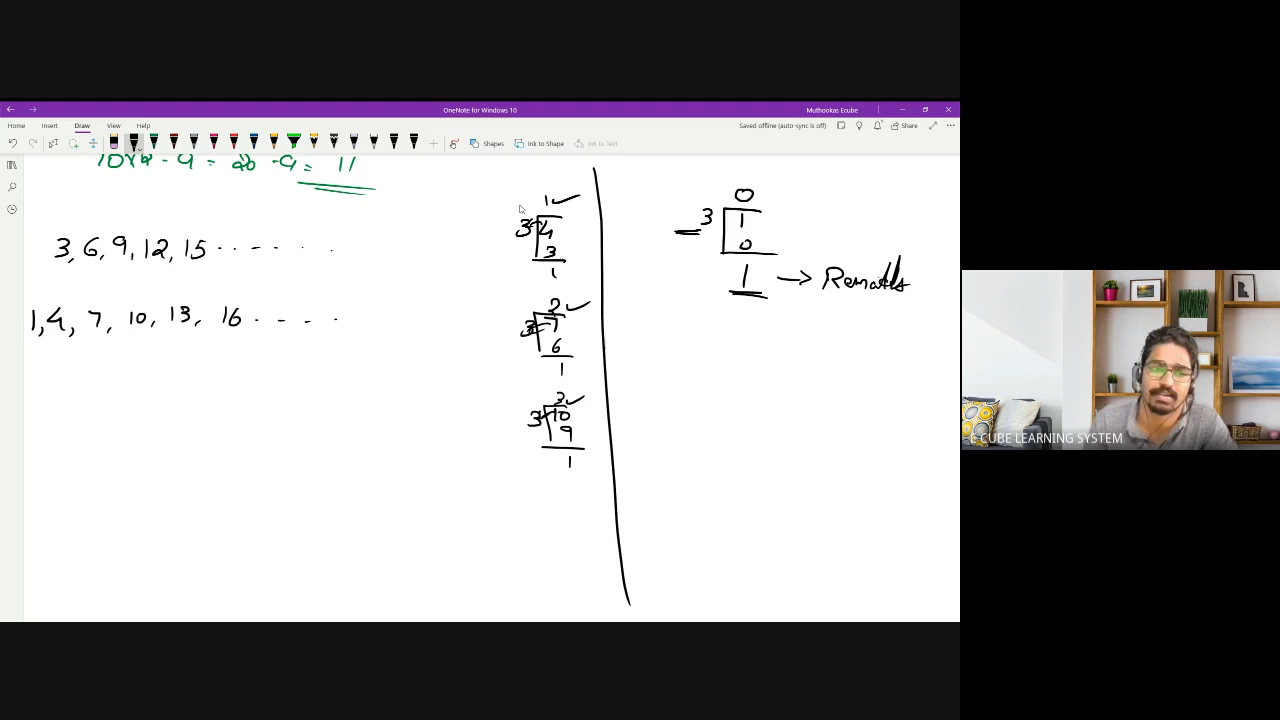 OneNote for Windows 10
Muthookas Ecube
Home Insert Draw View Help
Saved offline (auto-sync is off)
Share
Shapes
Ink to Shape
Ink to Text
- 9 = 20 - 9 = 11
3, 6, 9, 12, 15 - - - - - - .
1, 4, 7, 10, 13, 16 - - - - .
1
3 4
3
1
2
3 7
6
1
3
3 10
9
1
0
3 1
0
1 →
E CUBE LEARNING SYSTEM